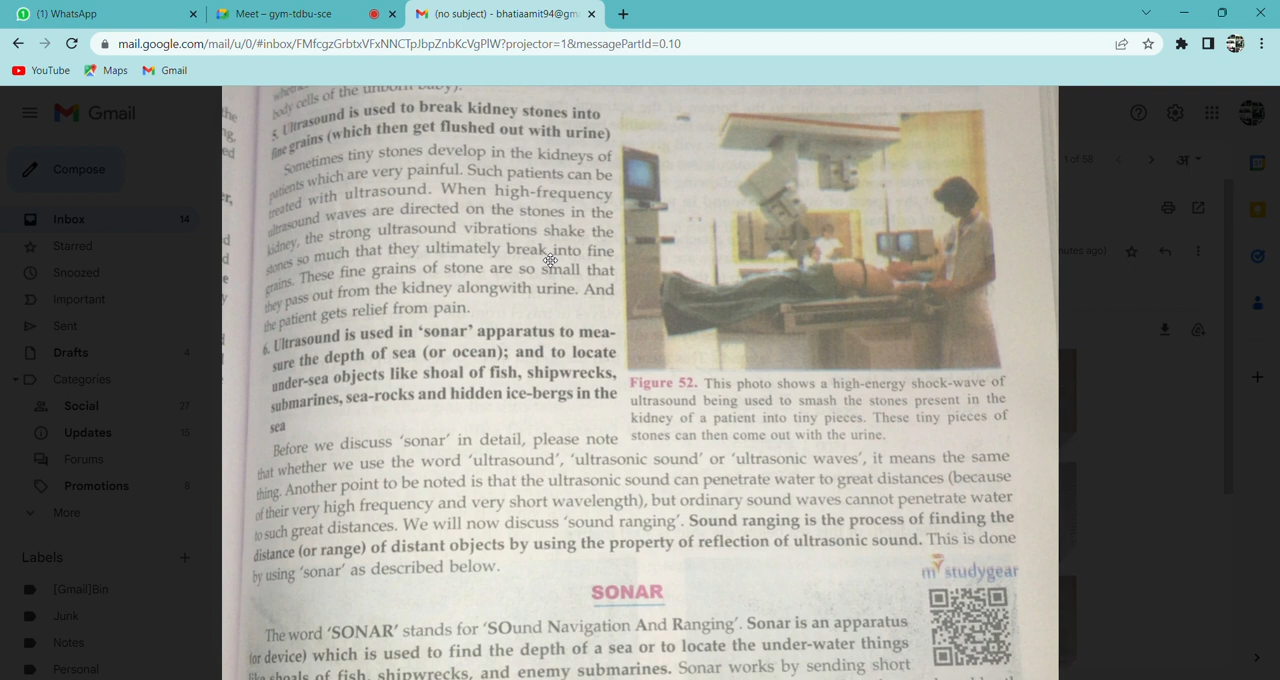 (1) WhatsApp
Meet – gym-tdbu-sce
(no subject) - bhatiaamit94@gm
mail.google.com/mail/u/0/#inbox/FMfcgzGrbtxVFxNNCTpJbpZnbKcVgPlW?projector=1&messagePartId=0.10
YouTube
Maps
Gmail
Gmail
1 of 58
Compose
Inbox 14
Starred
Snoozed
Important
Sent
Drafts 4
Categories
Social 27
Updates 15
Forums
Promotions 8
More
Labels
[Gmail]Bin
Junk
Notes
Personal
nutes ago)
body cells of the unborn baby).
5. Ultrasound is used to break kidney stones into
fine grains (which then get flushed out with urine)
Sometimes tiny stones develop in the kidneys of
patients which are very painful. Such patients can be
treated with ultrasound. When high-frequency
ultrasound waves are directed on the stones in the
kidney, the strong ultrasound vibrations shake the
stones so much that they ultimately break into fine
grains. These fine grains of stone are so small that
they pass out from the kidney alongwith urine. And
the patient gets relief from pain.
6. Ultrasound is used in ‘sonar’ apparatus to mea-
sure the depth of sea (or ocean); and to locate
under-sea objects like shoal of fish, shipwrecks,
submarines, sea-rocks and hidden ice-bergs in the
sea
Figure 52. This photo shows a high-energy shock-wave of
ultrasound being used to smash the stones present in the
kidney of a patient into tiny pieces. These tiny pieces of
stones can then come out with the urine.
Before we discuss ‘sonar’ in detail, please note
that whether we use the word ‘ultrasound’, ‘ultrasonic sound’ or ‘ultrasonic waves’, it means the same
thing. Another point to be noted is that the ultrasonic sound can penetrate water to great distances (because
of their very high frequency and very short wavelength), but ordinary sound waves cannot penetrate water
to such great distances. We will now discuss ‘sound ranging’. Sound ranging is the process of finding the
distance (or range) of distant objects by using the property of reflection of ultrasonic sound. This is done
by using ‘sonar’ as described below.
m studygear
SONAR
The word ‘SONAR’ stands for ‘SOund Navigation And Ranging’. Sonar is an apparatus
(or device) which is used to find the depth of a sea or to locate the under-water things
like shoals of fish, shipwrecks, and enemy submarines. Sonar works by sending short